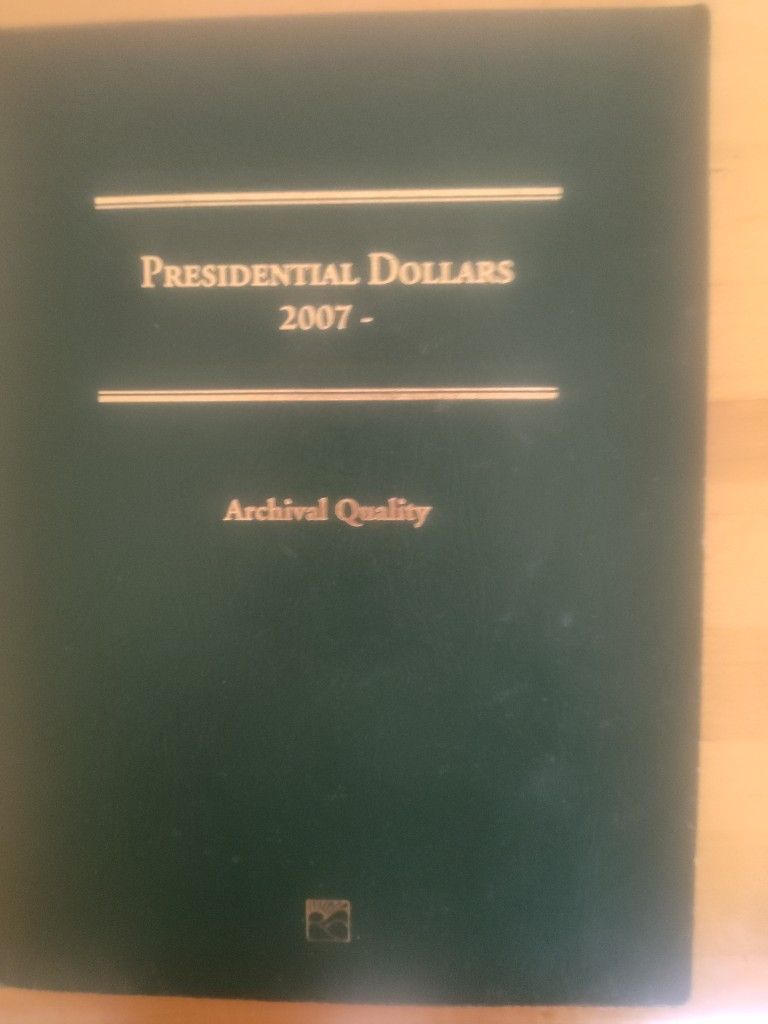 Presidential Dollars
2007 -
Archival Quality